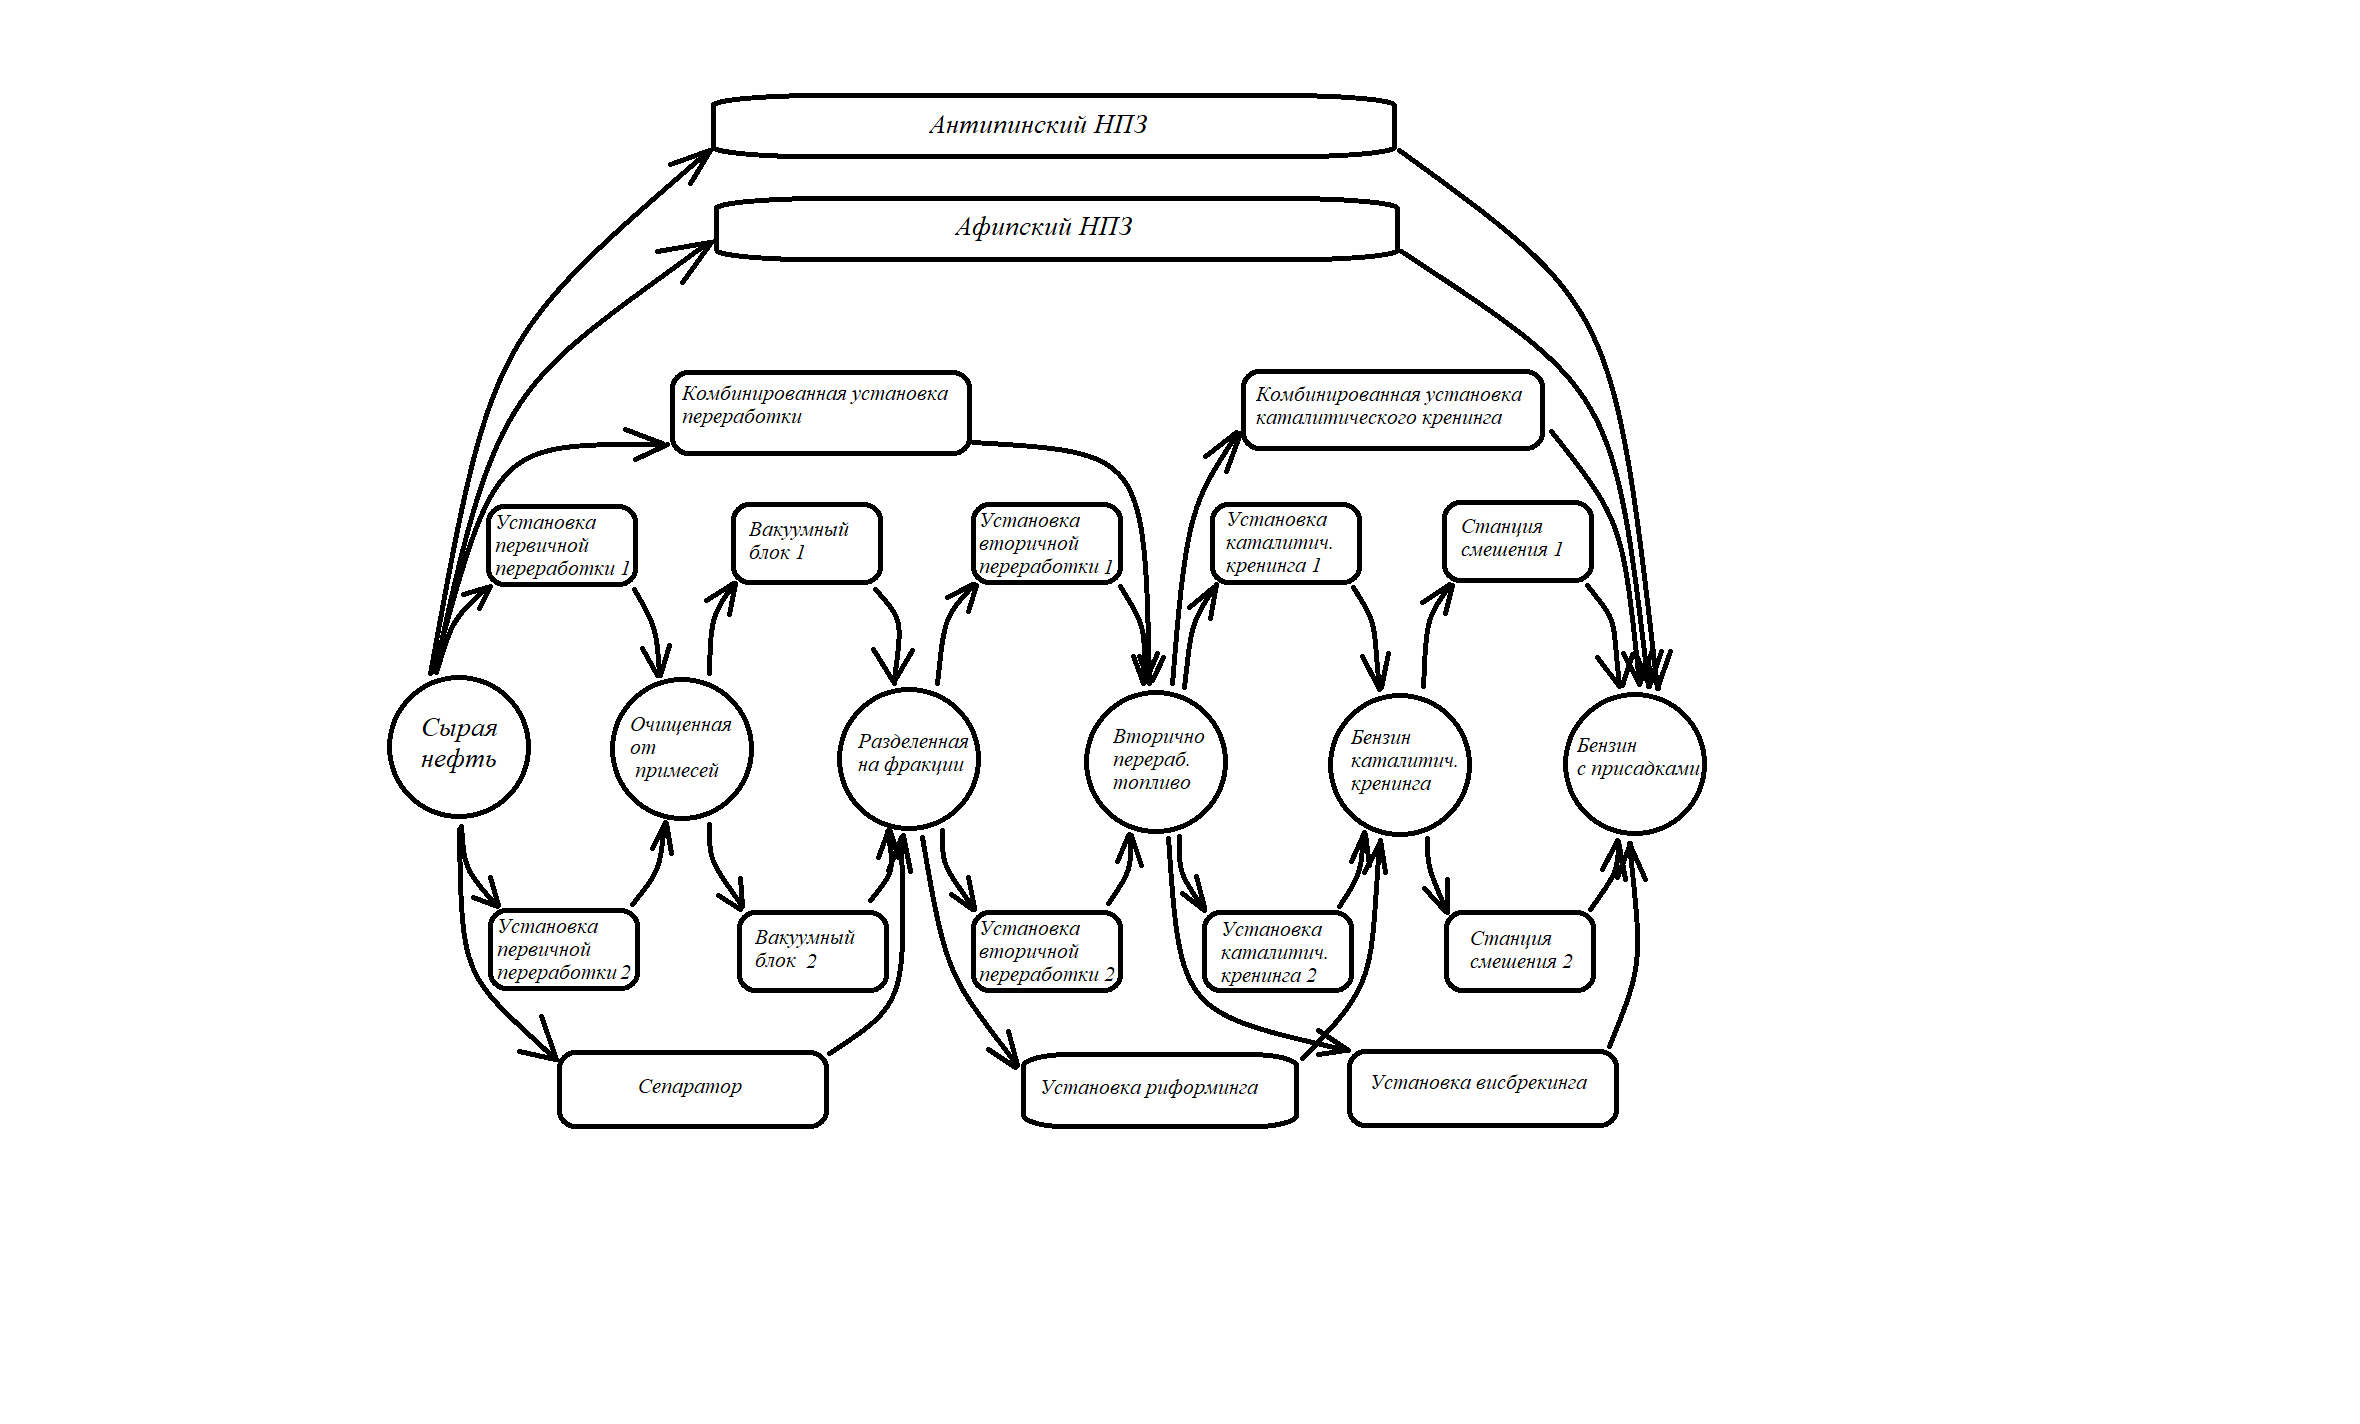 Антипинский НПЗ
Афипский НПЗ
Комбинированная установка
переработки
Комбинированная установка
каталитического кренинга
Установка
первичной
переработки 1
Вакуумный
блок 1
Установка
вторичной
переработки 1
Установка
каталитич.
кренинга 1
Станция
смешения 1
Сырая
нефть
Очищенная
от
примесей
Разделенная
на фракции
Вторично
перераб.
топливо
Бензин
каталитич.
кренинга
Бензин
с присадками
Установка
первичной
переработки 2
Вакуумный
блок 2
Установка
вторичной
переработки 2
Установка
каталитич.
кренинга 2
Станция
смешения 2
Сепаратор
Установка риформинга
Установка висбрекинга